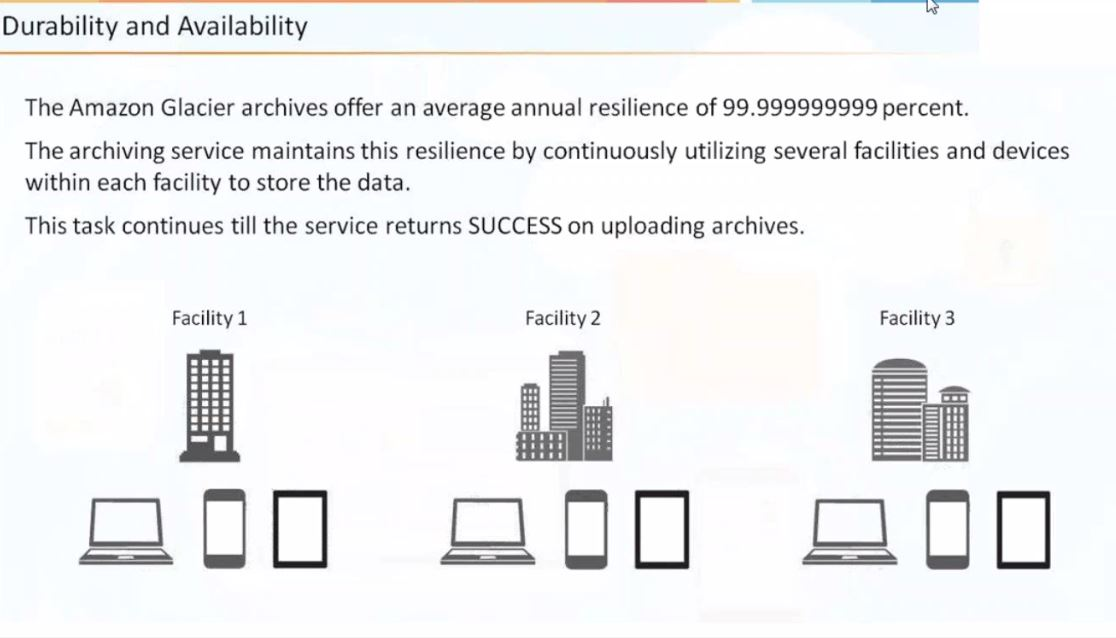 Durability and Availability
The Amazon Glacier archives offer an average annual resilience of 99.999999999 percent.
The archiving service maintains this resilience by continuously utilizing several facilities and devices
within each facility to store the data.
This task continues till the service returns SUCCESS on uploading archives.
Facility 1
Facility 2
Facility 3